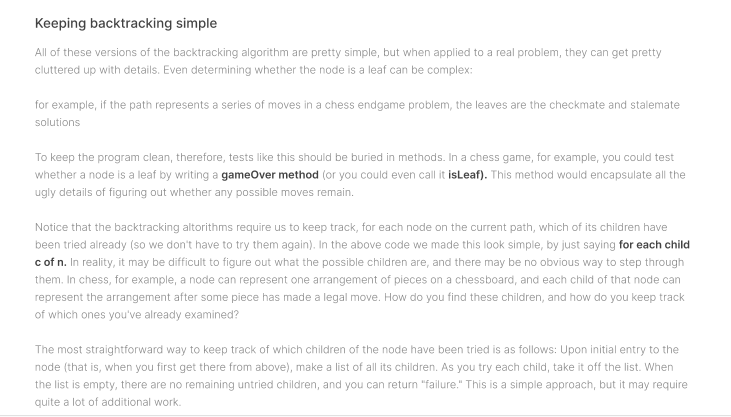 Keeping backtracking simple
All of these versions of the backtracking algorithm are pretty simple, but when applied to a real problem, they can get pretty
cluttered up with details. Even determining whether the node is a leaf can be complex:
for example, if the path represents a series of moves in a chess endgame problem, the leaves are the checkmate and stalemate
solutions
To keep the program clean, therefore, tests like this should be buried in methods. In a chess game, for example, you could test
whether a node is a leaf by writing a gameOver method (or you could even call it isLeaf). This method would encapsulate all the
ugly details of figuring out whether any possible moves remain.
Notice that the backtracking altorithms require us to keep track, for each node on the current path, which of its children have
been tried already (so we don't have to try them again). In the above code we made this look simple, by just saying for each child
c of n. In reality, it may be difficult to figure out what the possible children are, and there may be no obvious way to step through
them. In chess, for example, a node can represent one arrangement of pieces on a chessboard, and each child of that node can
represent the arrangement after some piece has made a legal move. How do you find these children, and how do you keep track
of which ones you've already examined?
The most straightforward way to keep track of which children of the node have been tried is as follows: Upon initial entry to the
node (that is, when you first get there from above), make a list of all its children. As you try each child, take it off the list. When
the list is empty, there are no remaining untried children, and you can return "failure." This is a simple approach, but it may require
quite a lot of additional work.